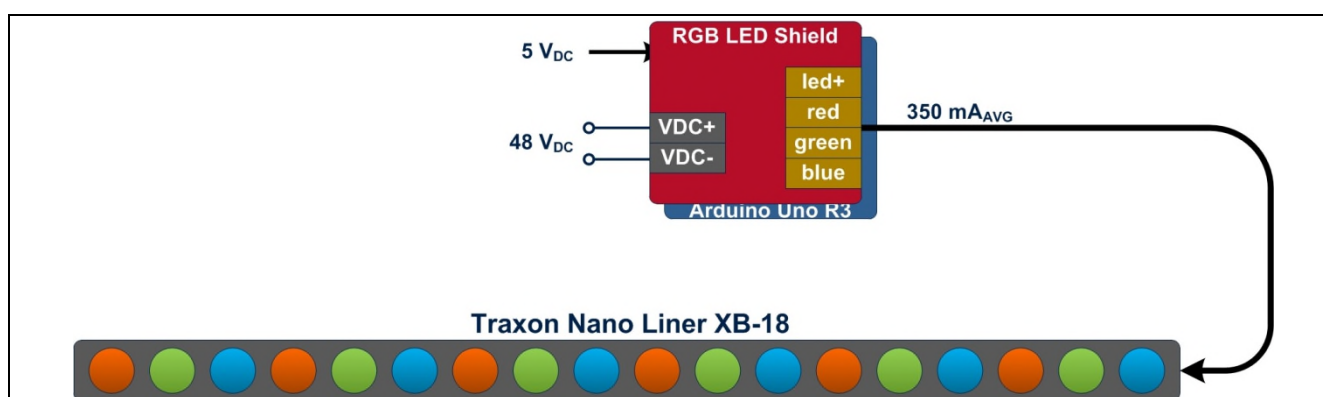 RGB LED Shield
5 VDC
led+
red
350 mAAVG
green
blue
48 VDC
VDC+
VDC-
Arduino Uno R3
Traxon Nano Liner XB-18